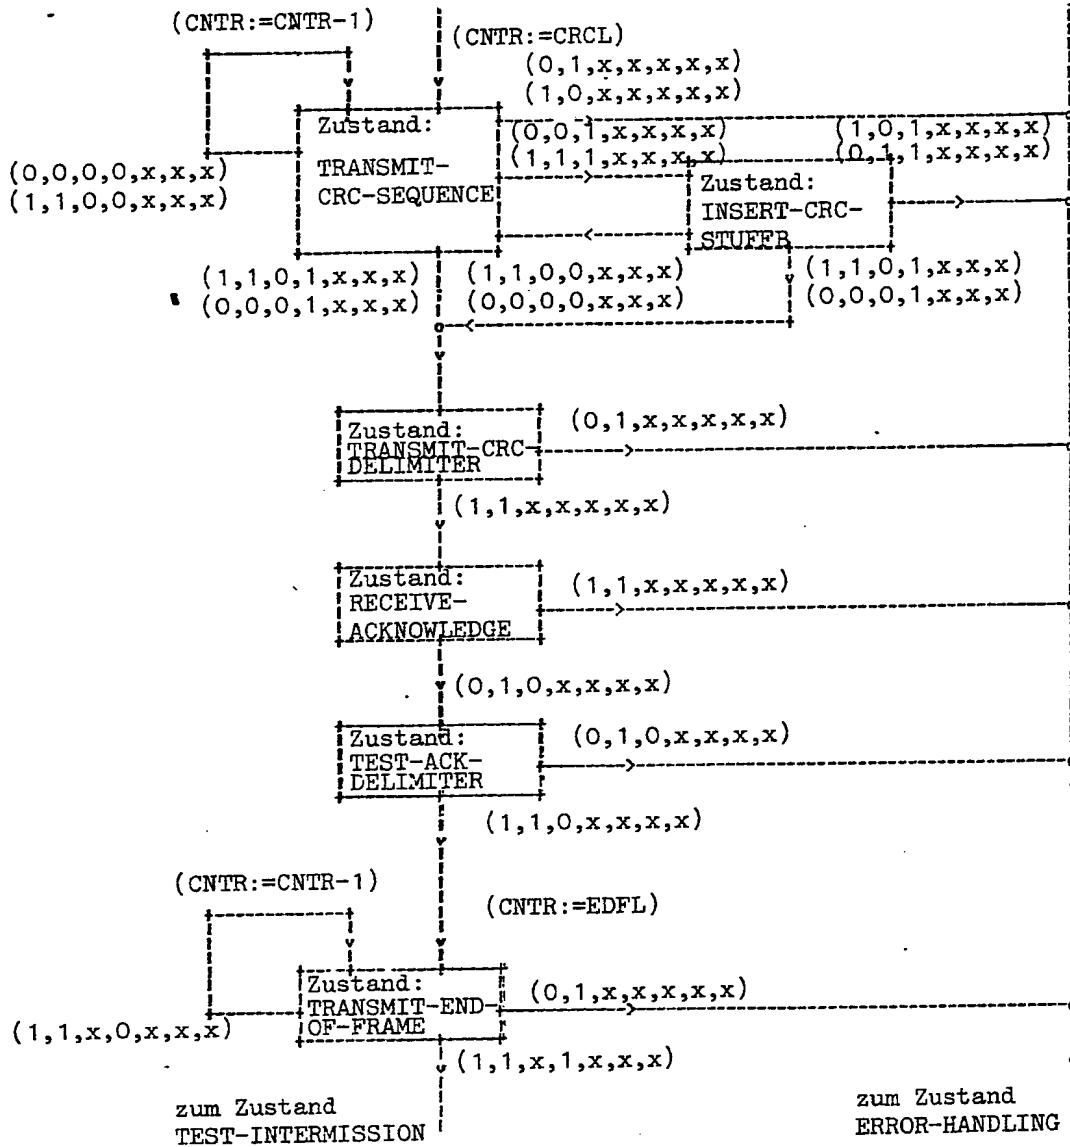 (CNTR:=CNTR-1)
(CNTR:=CRCL)
(0,1,x,x,x,x,x)
(1,0,x,x,x,x,x)
Zustand:
TRANSMIT-
CRC-SEQUENCE
(0,0,1,x,x,x,x)
(1,1,1,x,x,x,x)
(1,0,1,x,x,x,x)
(0,1,1,x,x,x,x)
(0,0,0,0,x,x,x)
(1,1,0,0,x,x,x)
Zustand:
INSERT-CRC-
STUFFB
(1,1,0,1,x,x,x)
(0,0,0,1,x,x,x)
(1,1,0,0,x,x,x)
(0,0,0,0,x,x,x)
(1,1,0,1,x,x,x)
(0,0,0,1,x,x,x)
Zustand:
TRANSMIT-CRC-
DELIMITER
(0,1,x,x,x,x,x)
(1,1,x,x,x,x,x)
Zustand:
RECEIVE-
ACKNOWLEDGE
(1,1,x,x,x,x,x)
(0,1,0,x,x,x,x)
Zustand:
TEST-ACK-
DELIMITER
(0,1,0,x,x,x,x)
(1,1,0,x,x,x,x)
(CNTR:=CNTR-1)
(CNTR:=EDFL)
Zustand:
TRANSMIT-END-
OF-FRAME
(0,1,x,x,x,x,x)
(1,1,x,0,x,x,x)
(1,1,x,1,x,x,x)
zum Zustand
TEST-INTERMISSION
zum Zustand
ERROR-HANDLING